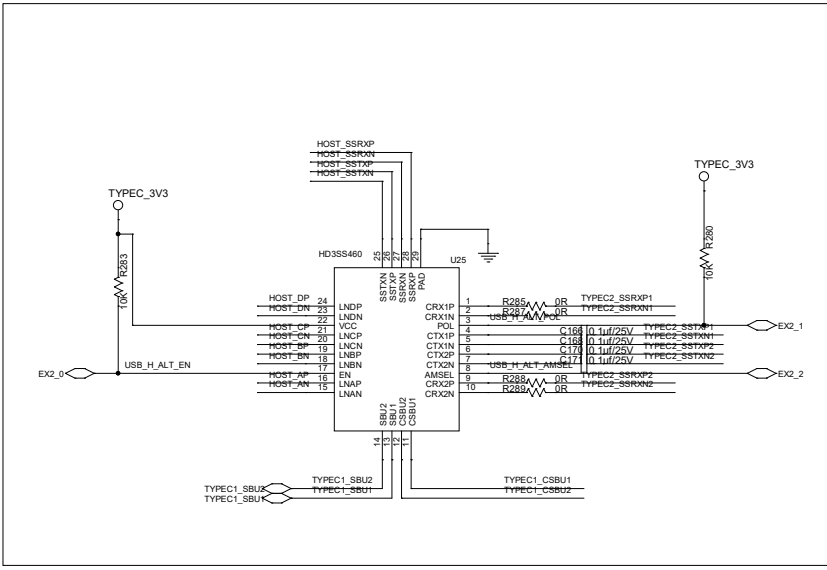 HOST_SSRXP
HOST_SSRXN
HOST_SSTXP
HOST_SSTXN
TYPEC_3V3
TYPEC_3V3
R283
10K
R280
10K
HD3SS460
U25
25 26 27 28 29
SSTXN SSTXP SSRXN SSRXP PAD
HOST_DP 24 LNDP
HOST_DN 23 LNDN
22 VCC
HOST_CP 21 LNCP
HOST_CN 20 LNCN
HOST_BP 19 LNBP
HOST_BN 18 LNBN
EX2_0 USB_H_ALT_EN 17 EN
HOST_AP 16 LNAP
HOST_AN 15 LNAN
CRX1P 1 R285 0R TYPEC2_SSRXP1
CRX1N 2 R287 0R TYPEC2_SSRXN1
POL 3 USB_H_ALT_POL EX2_1
CTX1P 4 C166 0.1uf/25V TYPEC2_SSTXP1
CTX1N 5 C168 0.1uf/25V TYPEC2_SSTXN1
CTX2P 6 C170 0.1uf/25V TYPEC2_SSTXP2
CTX2N 7 C171 0.1uf/25V TYPEC2_SSTXN2
AMSEL 8 USB_H_ALT_AMSEL EX2_2
CRX2P 9 R288 0R TYPEC2_SSRXP2
CRX2N 10 R289 0R TYPEC2_SSRXN2
SBU2 SBU1 CSBU2 CSBU1
14 13 12 11
TYPEC1_SBU2 TYPEC1_SBU2 TYPEC1_CSBU1
TYPEC1_SBU1 TYPEC1_SBU1 TYPEC1_CSBU2